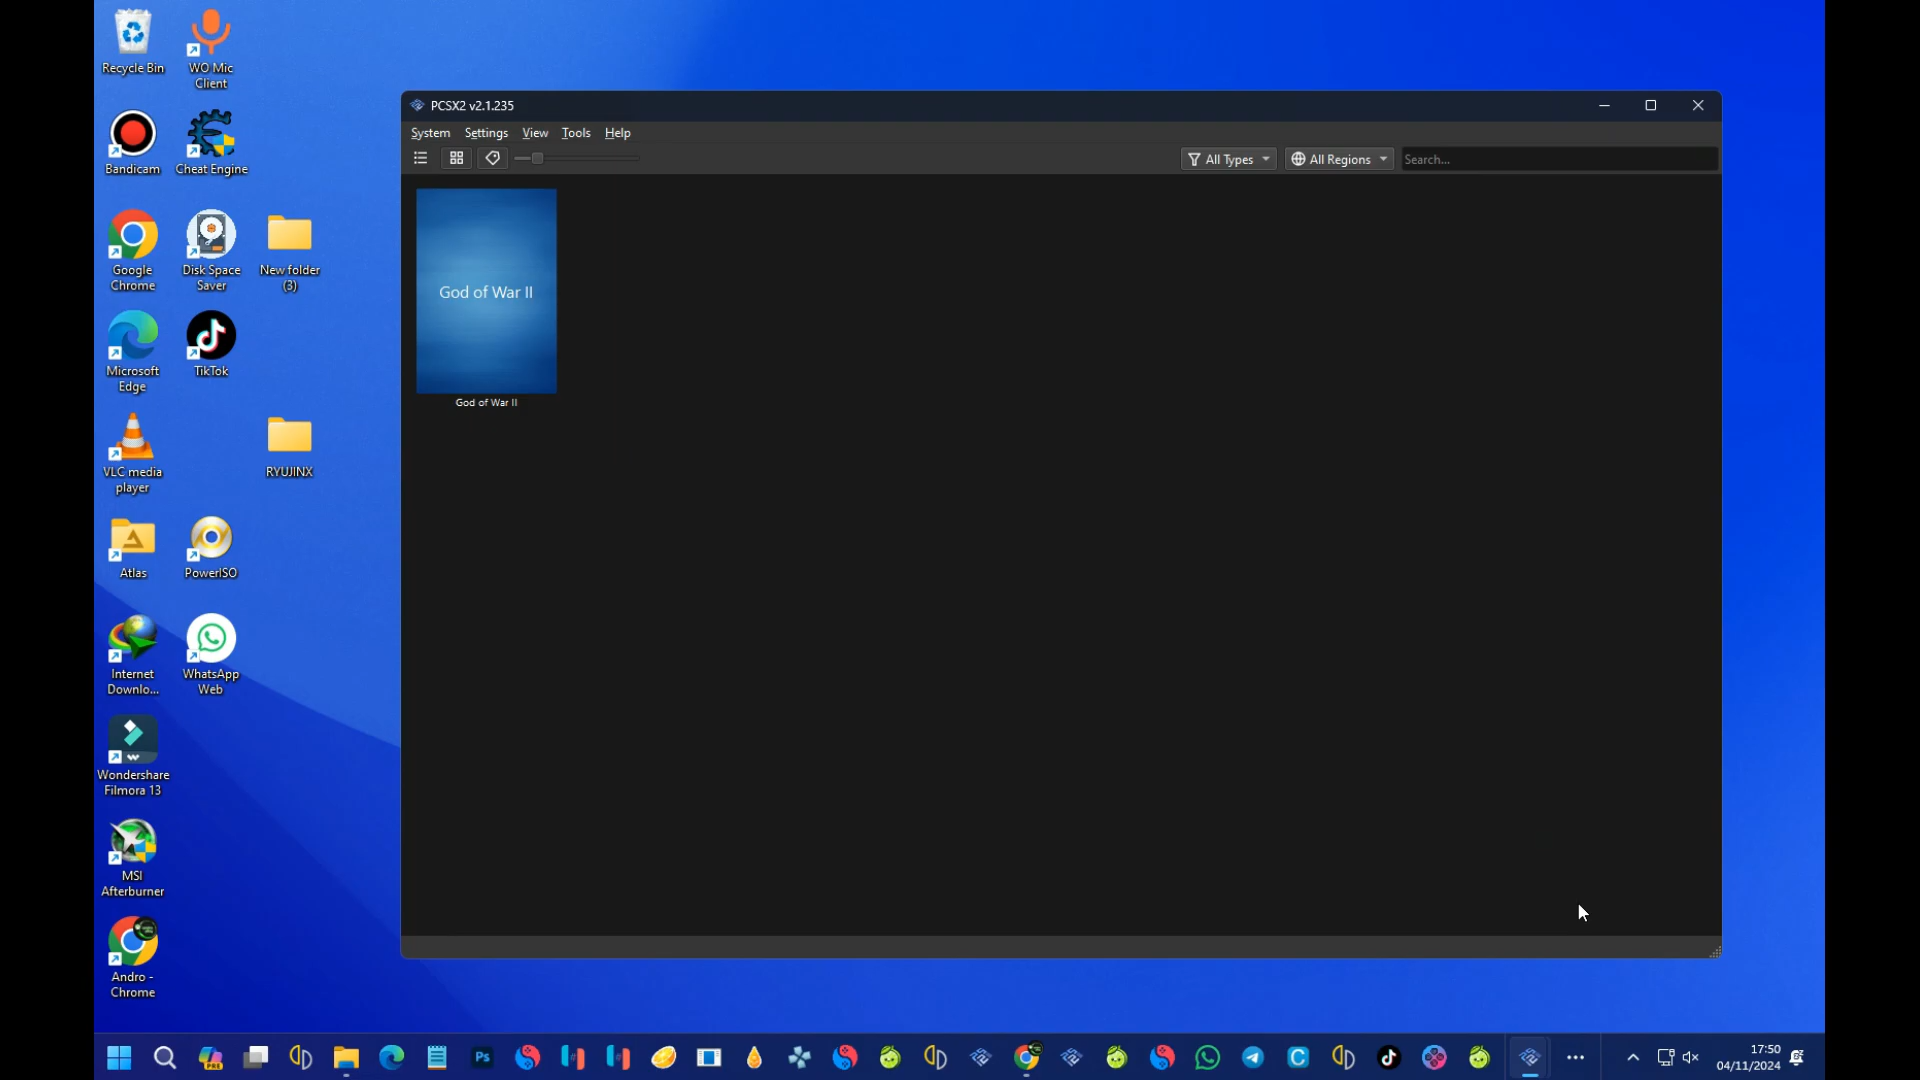 Recycle Bin
WO Mic
Client
Bandicam
Cheat Engine
Google
Chrome
Disk Space
Saver
New folder
(3)
Microsoft
Edge
TikTok
VLC media
player
RYUJINX
Atlas
PowerISO
Internet
Downlo...
WhatsApp
Web
Wondershare
Filmora 13
MSI
Afterburner
Andro -
Chrome
PCSX2 v2.1.235
System Settings View Tools Help
All Types All Regions Search...
God of War II
God of War II
PRE
Ps
17:50
04/11/2024